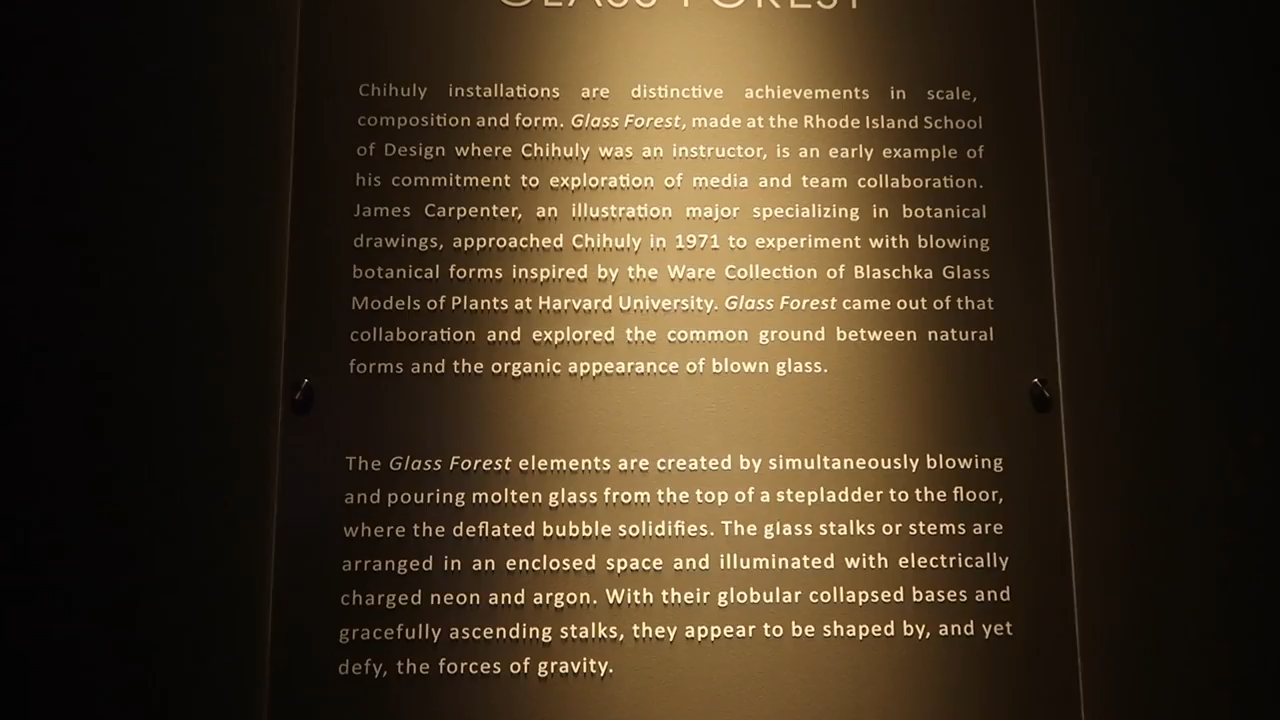 GLASS FOREST
Chihuly installations are distinctive achievements in scale,
composition and form. Glass Forest, made at the Rhode Island School
of Design where Chihuly was an instructor, is an early example of
his commitment to exploration of media and team collaboration.
James Carpenter, an illustration major specializing in botanical
drawings, approached Chihuly in 1971 to experiment with blowing
botanical forms inspired by the Ware Collection of Blaschka Glass
Models of Plants at Harvard University. Glass Forest came out of that
collaboration and explored the common ground between natural
forms and the organic appearance of blown glass.
The Glass Forest elements are created by simultaneously blowing
and pouring molten glass from the top of a stepladder to the floor,
where the deflated bubble solidifies. The glass stalks or stems are
arranged in an enclosed space and illuminated with electrically
charged neon and argon. With their globular collapsed bases and
gracefully ascending stalks, they appear to be shaped by, and yet
defy, the forces of gravity.